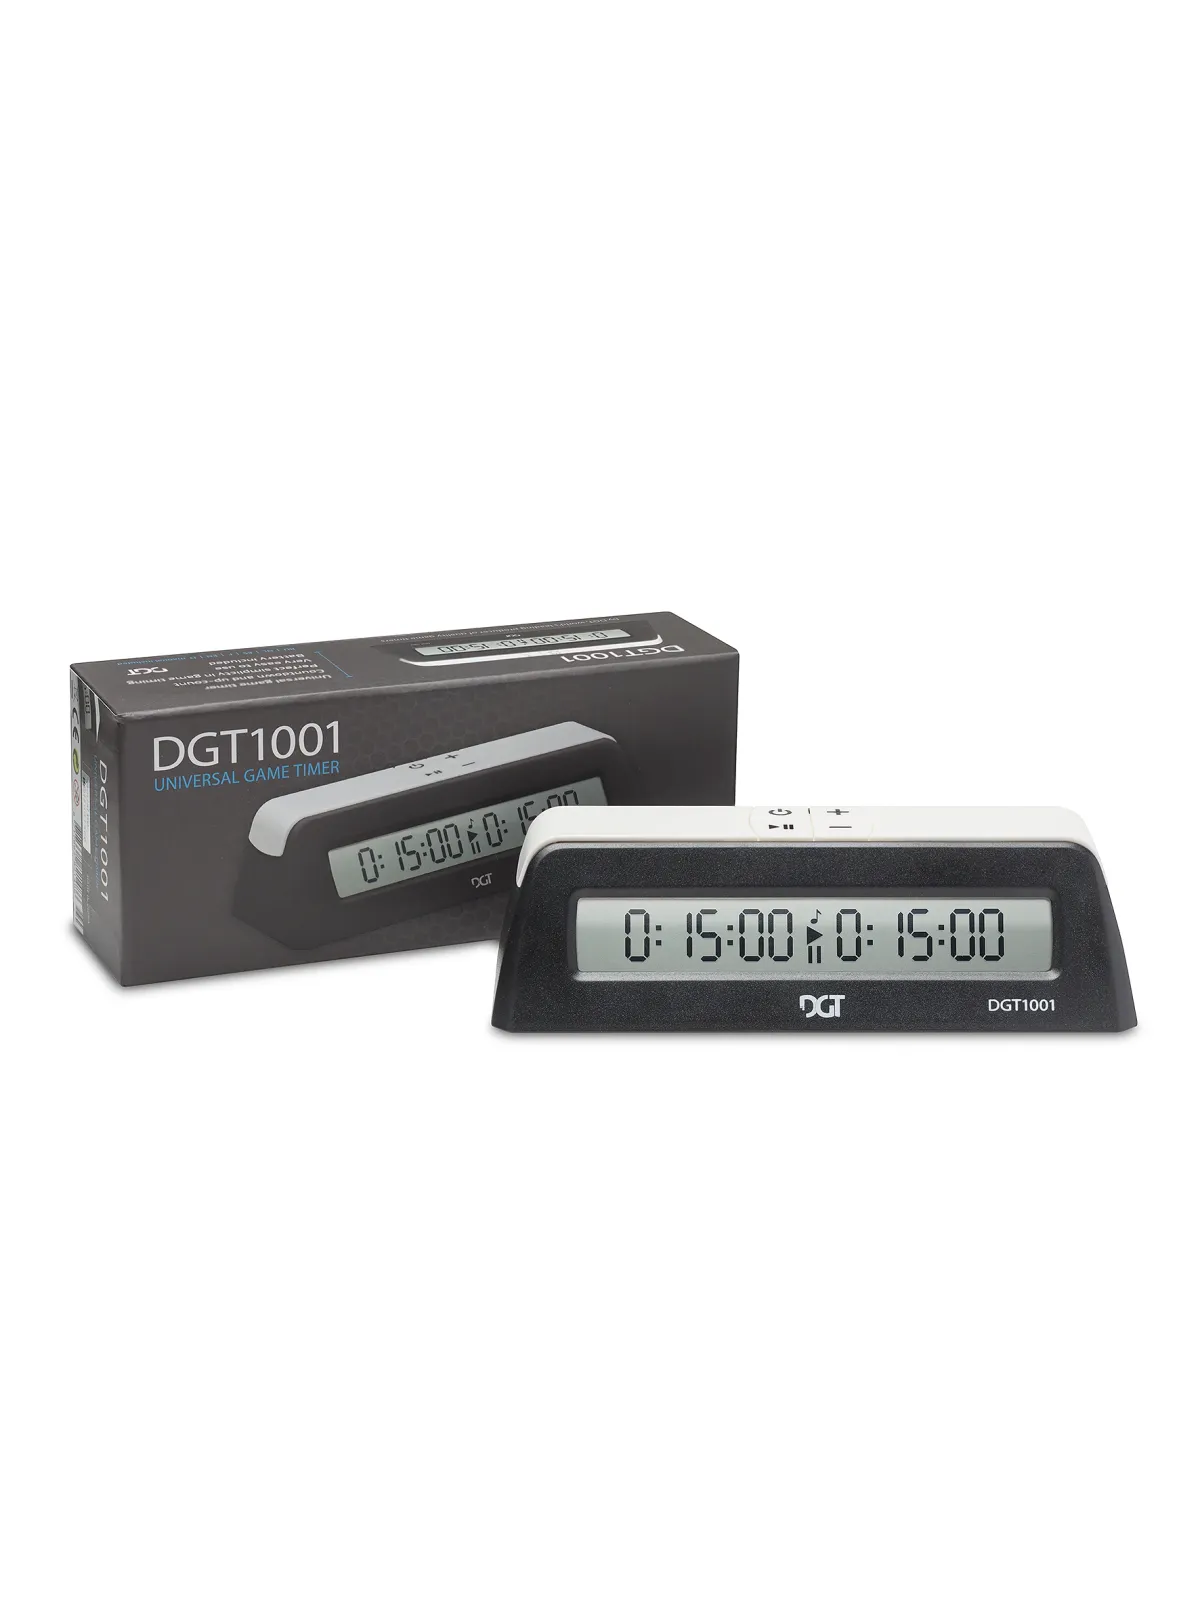 DGT1001
0:15:00 0:15:00
DGT
Universal game timer
Countdown and up-count
Perfect simplicity in game timing
Very easy to use
Battery included
DGT
DGT1001
UNIVERSAL GAME TIMER
0:15:00 0:15:00
DGT
DGT1001
CE
0:15:00 0:15:00
DGT
DGT1001